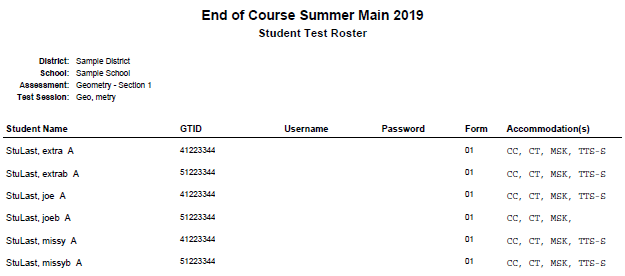 End of Course Summer Main 2019
Student Test Roster
District: Sample District
School: Sample School
Assessment: Geometry - Section 1
Test Session: Geo, metry
Student Name GTID Username Password Form Accommodation(s)
StuLast, extra A 41223344 01 CC, CT, MSK, TTS-S
StuLast, extrab A 51223344 01 CC, CT, MSK, TTS-S
StuLast, joe A 41223344 01 CC, CT, MSK, TTS-S
StuLast, joeb A 51223344 01 CC, CT, MSK,
StuLast, missy A 41223344 01 CC, CT, MSK, TTS-S
StuLast, missyb A 51223344 01 CC, CT, MSK, TTS-S